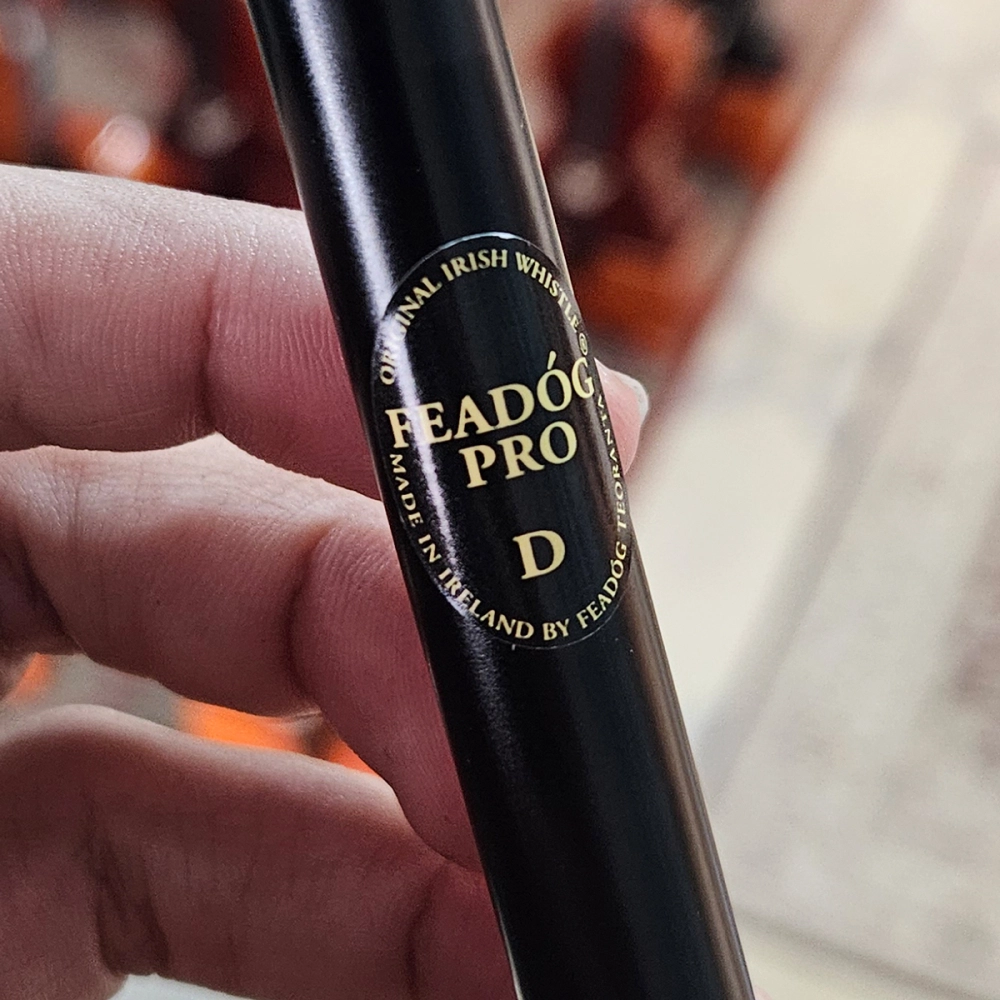 ORIGINAL IRISH WHISTLE ®
FEADÓG
PRO
D
MADE IN IRELAND BY FEADÓG TEORANTA